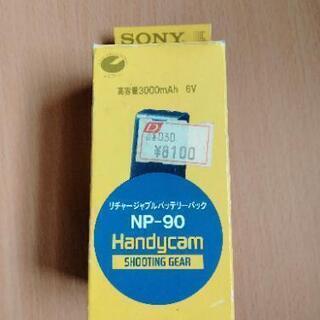 SONY
高容量3000mAh 6V
¥8100
リチャージャブルバッテリーパック
NP-90
Handycam
SHOOTING GEAR